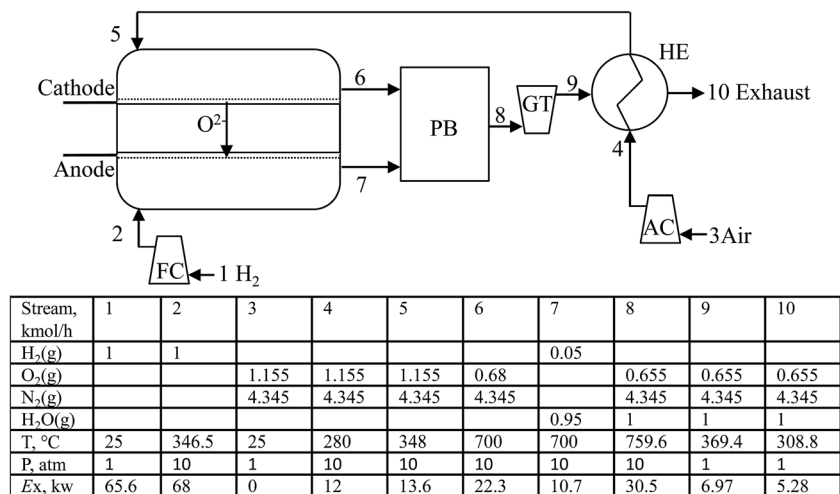 5
HE
Cathode
6
9
GT
10 Exhaust
O²⁻
PB
8
Anode
4
7
2
AC
3Air
FC
1 H₂
Stream, kmol/h 1 2 3 4 5 6 7 8 9 10
H₂(g) 1 1 0.05
O₂(g) 1.155 1.155 1.155 0.68 0.655 0.655 0.655
N₂(g) 4.345 4.345 4.345 4.345 4.345 4.345 4.345
H₂O(g) 0.95 1 1 1
T, °C 25 346.5 25 280 348 700 700 759.6 369.4 308.8
P, atm 1 10 1 10 10 10 10 10 1 1
Ex, kw 65.6 68 0 12 13.6 22.3 10.7 30.5 6.97 5.28